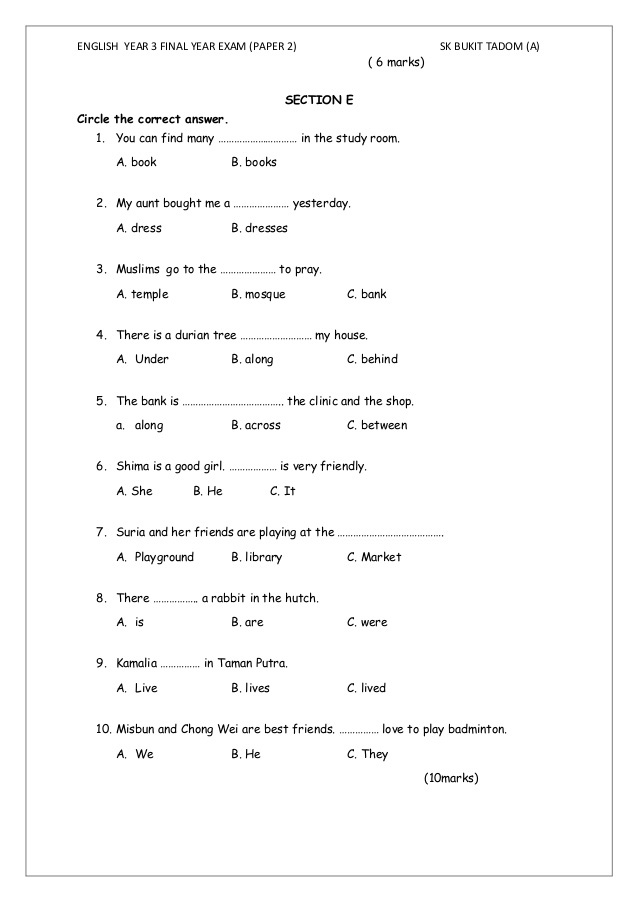 ENGLISH YEAR 3 FINAL YEAR EXAM (PAPER 2) SK BUKIT TADOM (A)
( 6 marks)
SECTION E
Circle the correct answer.
1. You can find many ………………..………… in the study room.
A. book B. books
2. My aunt bought me a ………………… yesterday.
A. dress B. dresses
3. Muslims go to the ………………… to pray.
A. temple B. mosque C. bank
4. There is a durian tree ……………………… my house.
A. Under B. along C. behind
5. The bank is ……………………………….. the clinic and the shop.
a. along B. across C. between
6. Shima is a good girl. ……………… is very friendly.
A. She B. He C. It
7. Suria and her friends are playing at the ………………………………….
A. Playground B. library C. Market
8. There …………….. a rabbit in the hutch.
A. is B. are C. were
9. Kamalia …………… in Taman Putra.
A. Live B. lives C. lived
10. Misbun and Chong Wei are best friends. …………… love to play badminton.
A. We B. He C. They
(10marks)